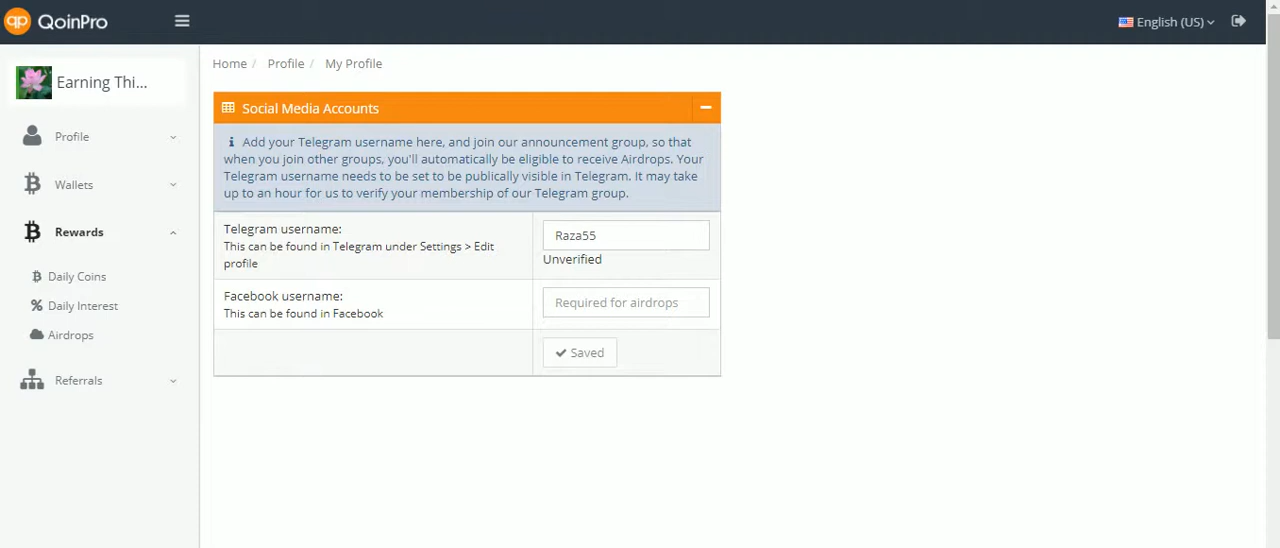 qp QoinPro
English (US)
Home / Profile / My Profile
Earning Thi...
Profile
Wallets
Rewards
Daily Coins
Daily Interest
Airdrops
Referrals
Social Media Accounts
Add your Telegram username here, and join our announcement group, so that
when you join other groups, you'll automatically be eligible to receive Airdrops. Your
Telegram username needs to be set to be publically visible in Telegram. It may take
up to an hour for us to verify your membership of our Telegram group.
Telegram username:
This can be found in Telegram under Settings > Edit
profile
Raza55
Unverified
Facebook username:
This can be found in Facebook
Required for airdrops
Saved